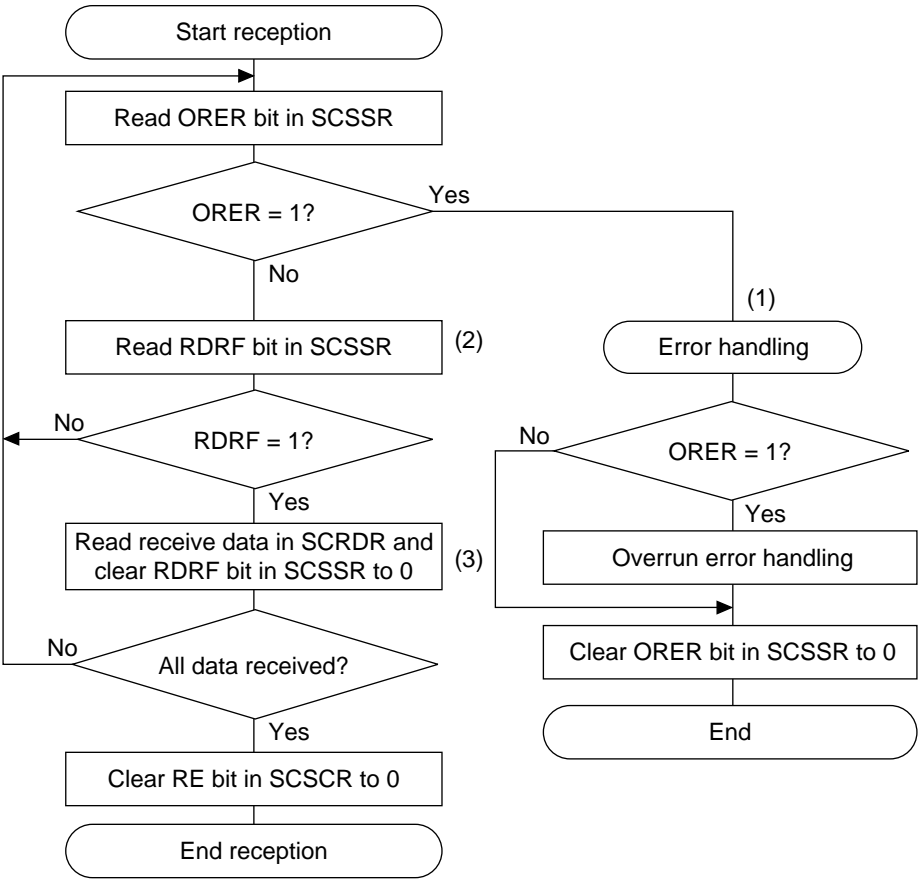 Start reception
Read ORER bit in SCSSR
ORER = 1?
Yes
No
(1)
Read RDRF bit in SCSSR
(2)
Error handling
No
RDRF = 1?
Yes
No
ORER = 1?
Yes
Read receive data in SCRDR and
clear RDRF bit in SCSSR to 0
(3)
Overrun error handling
No
All data received?
Yes
Clear ORER bit in SCSSR to 0
End
Clear RE bit in SCSCR to 0
End reception